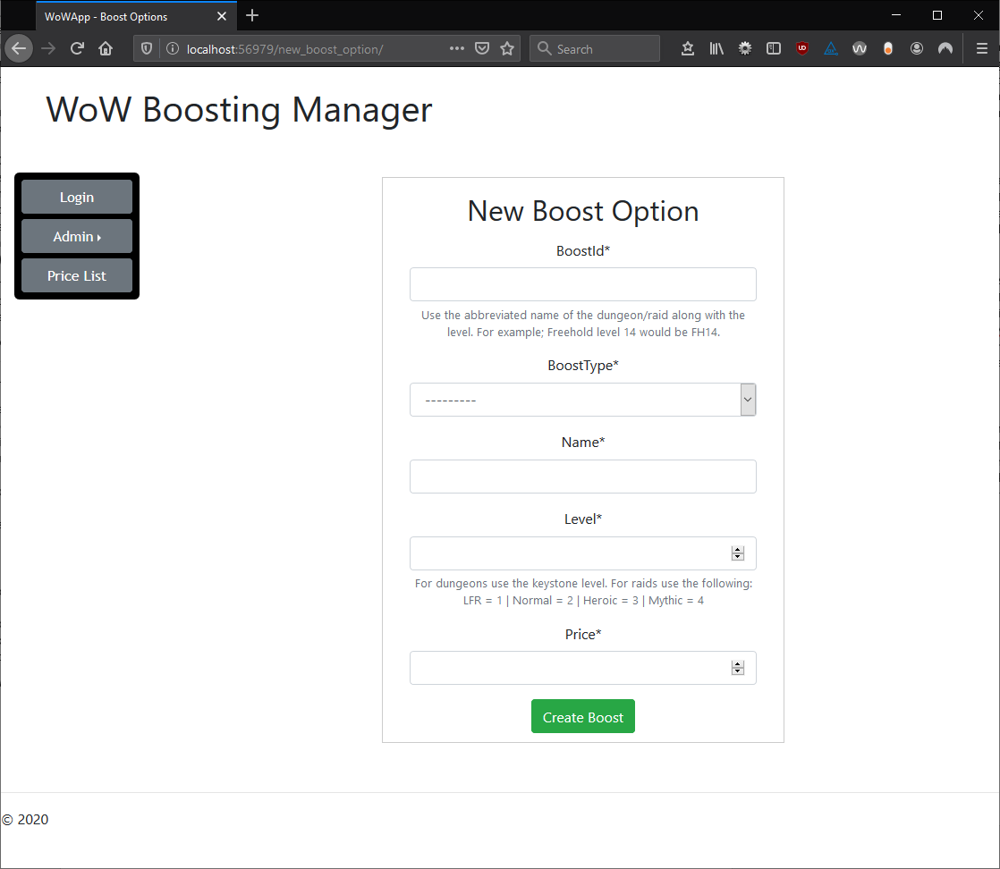 WoWApp - Boost Options
localhost:56979/new_boost_option/
Search
WoW Boosting Manager
Login
Admin
Price List
New Boost Option
BoostId*
Use the abbreviated name of the dungeon/raid along with the
level. For example; Freehold level 14 would be FH14.
BoostType*
---------
Name*
Level*
For dungeons use the keystone level. For raids use the following:
LFR = 1 | Normal = 2 | Heroic = 3 | Mythic = 4
Price*
Create Boost
© 2020